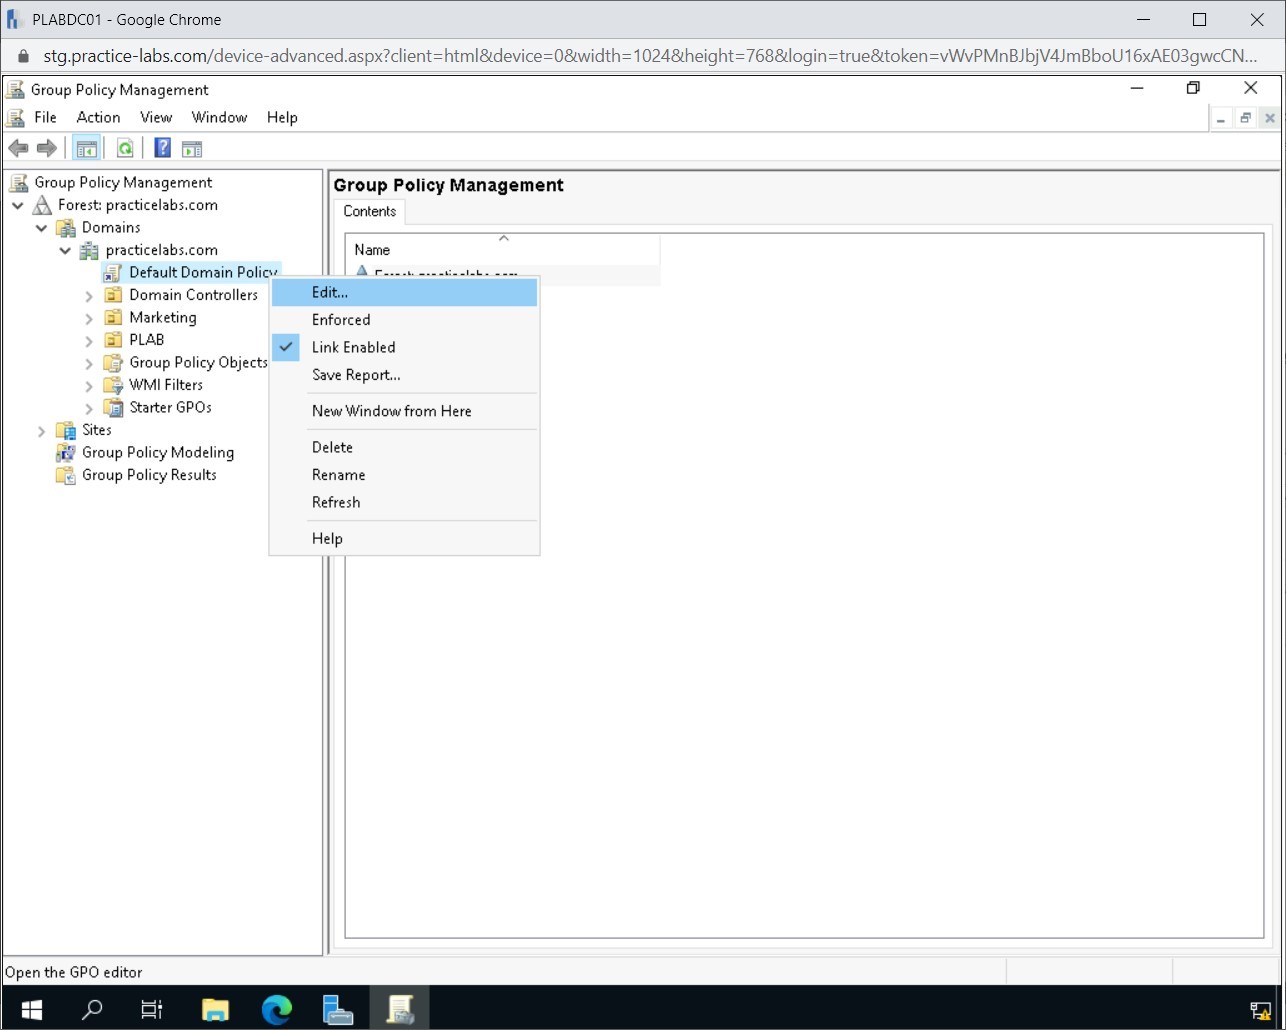 PLABDC01 - Google Chrome
stg.practice-labs.com/device-advanced.aspx?client=html&device=0&width=1024&height=768&login=true&token=vWvPMnBJbjV4JmBboU16xAE03gwcCN...
Group Policy Management
File Action View Window Help
Group Policy Management
Forest: practicelabs.com
Domains
practicelabs.com
Default Domain Policy
Domain Controllers
Marketing
PLAB
Group Policy Objects
WMI Filters
Starter GPOs
Sites
Group Policy Modeling
Group Policy Results
Group Policy Management
Contents
Name
Forest: practicelabs.com
Edit...
Enforced
Link Enabled
Save Report...
New Window from Here
Delete
Rename
Refresh
Help
Open the GPO editor